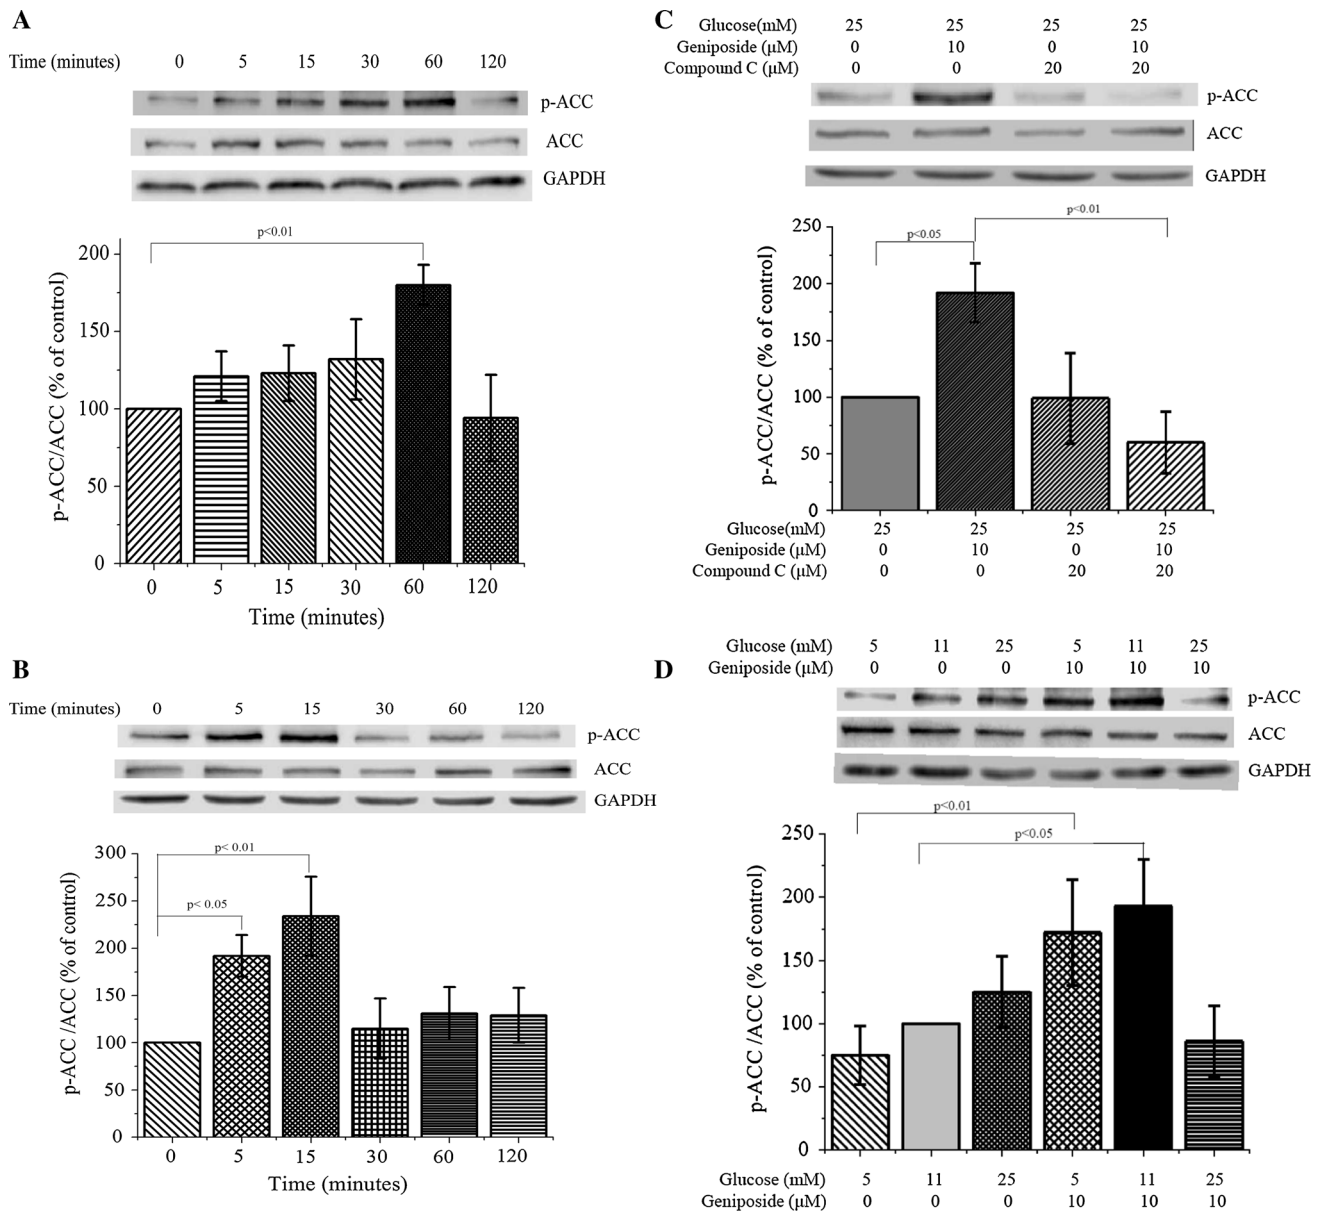 A
Time (minutes) 0 5 15 30 60 120
p-ACC
ACC
GAPDH
p<0.01
200
150
100
50
0
p-ACC/ACC (% of control)
0 5 15 30 60 120
Time (minutes)
B
Time (minutes) 0 5 15 30 60 120
p-ACC
ACC
GAPDH
p< 0.01
p< 0.05
300
250
200
150
100
50
0
p-ACC /ACC (% of control)
0 5 15 30 60 120
Time (minutes)
C
Glucose(mM) 25 25 25 25
Geniposide (μM) 0 10 0 10
Compound C (μM) 0 0 20 20
p-ACC
ACC
GAPDH
p<0.01
p<0.05
250
200
150
100
50
0
p-ACC/ACC (% of control)
Glucose(mM) 25 25 25 25
Geniposide (μM) 0 10 0 10
Compound C (μM) 0 0 20 20
D
Glucose (mM) 5 11 25 5 11 25
Geniposide (μM) 0 0 0 10 10 10
p-ACC
ACC
GAPDH
p<0.01
p<0.05
250
200
150
100
50
0
p-ACC /ACC (% of control)
Glucose (mM) 5 11 25 5 11 25
Geniposide (μM) 0 0 0 10 10 10